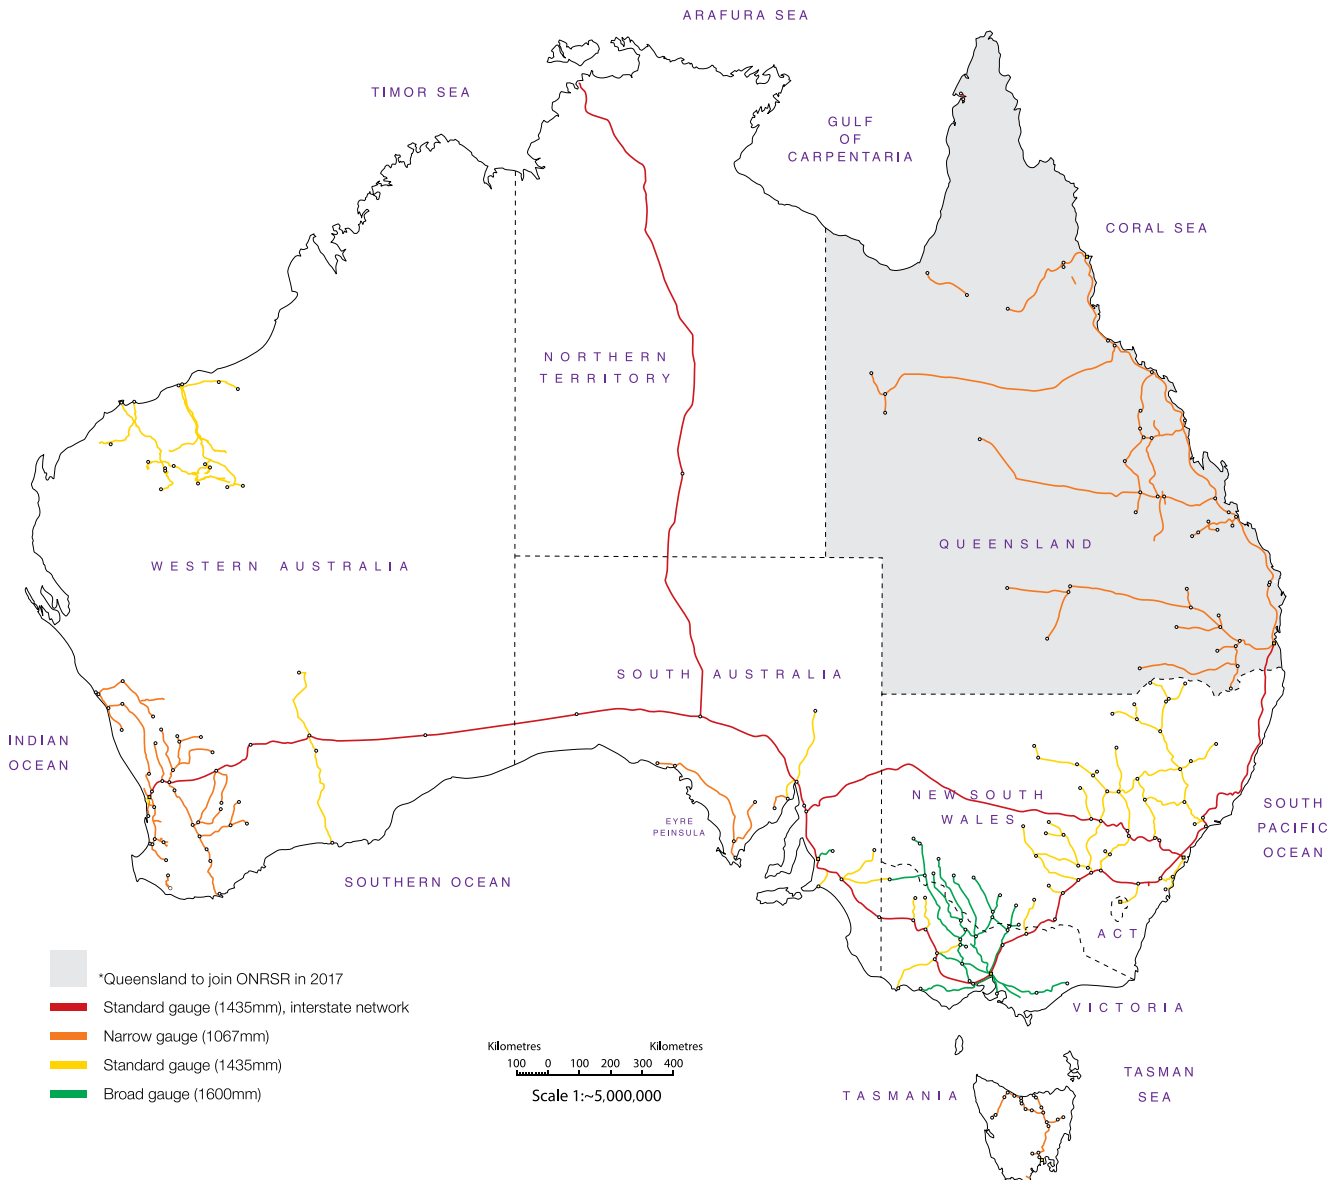 ARAFURA SEA
TIMOR SEA
GULF
OF
CARPENTARIA
CORAL SEA
NORTHERN
TERRITORY
QUEENSLAND
WESTERN AUSTRALIA
SOUTH AUSTRALIA
INDIAN
OCEAN
EYRE
PEINSULA
NEW SOUTH
WALES
SOUTH
PACIFIC
OCEAN
SOUTHERN OCEAN
ACT
VICTORIA
*Queensland to join ONRSR in 2017
Standard gauge (1435mm), interstate network
Narrow gauge (1067mm)
Standard gauge (1435mm)
Broad gauge (1600mm)
Kilometres Kilometres
100 0 100 200 300 400
Scale 1:~5,000,000
TASMANIA
TASMAN
SEA